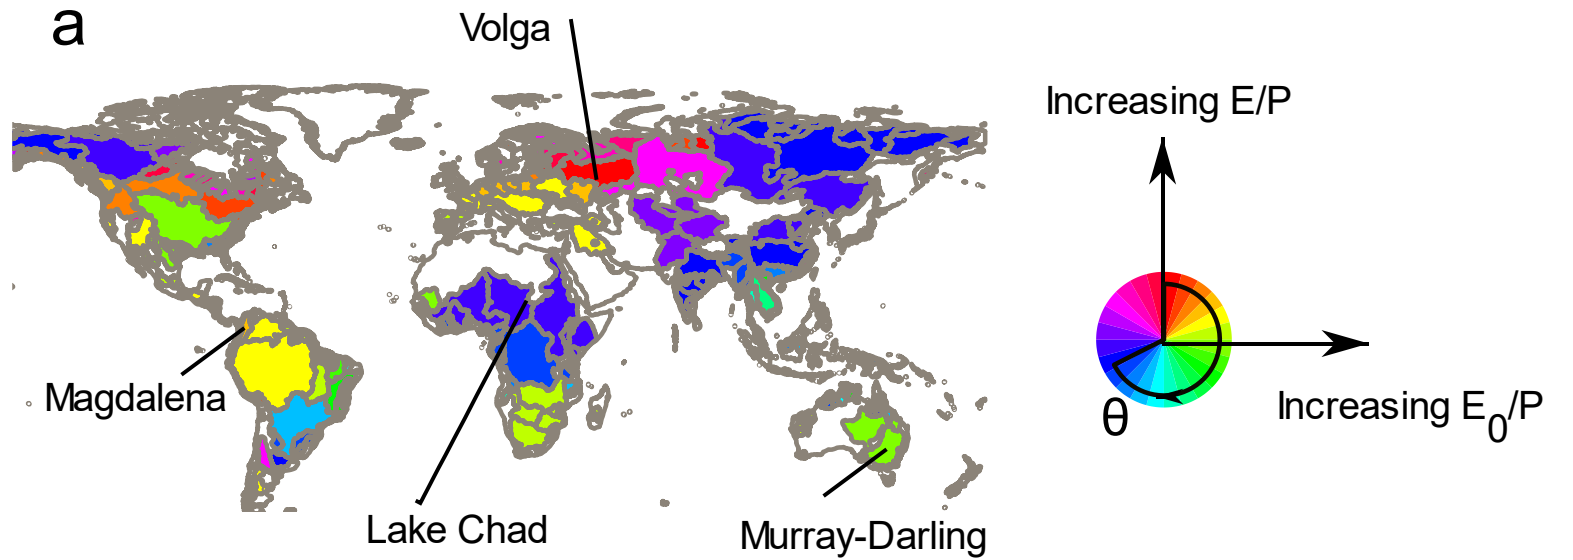 a
Volga
Increasing E/P
Magdalena
θ
Increasing E₀/P
Lake Chad
Murray-Darling